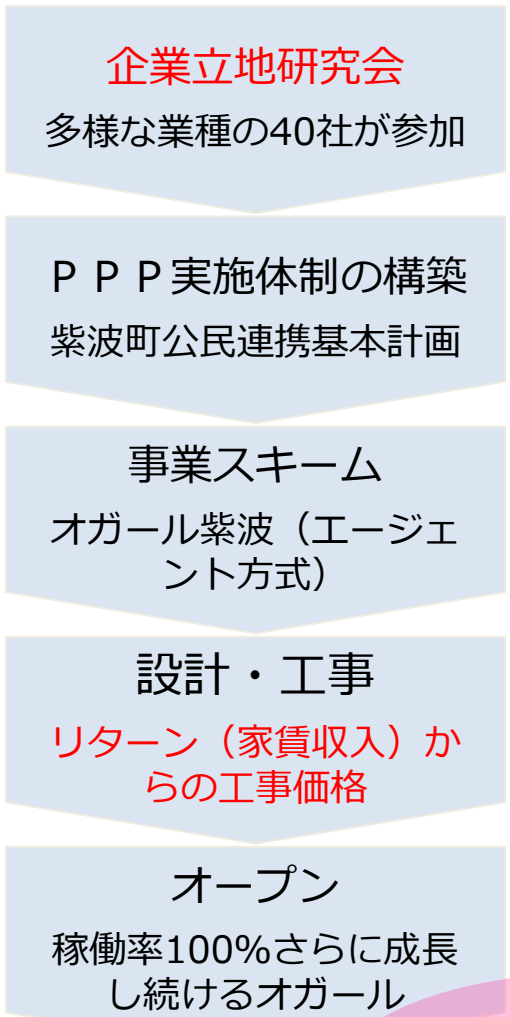 企業立地研究会
多様な業種の40社が参加
ＰＰＰ実施体制の構築
紫波町公民連携基本計画
事業スキーム
オガール紫波（エージェ
ント方式）
設計・工事
リターン（家賃収入）か
らの工事価格
オープン
稼働率100%さらに成長
し続けるオガール